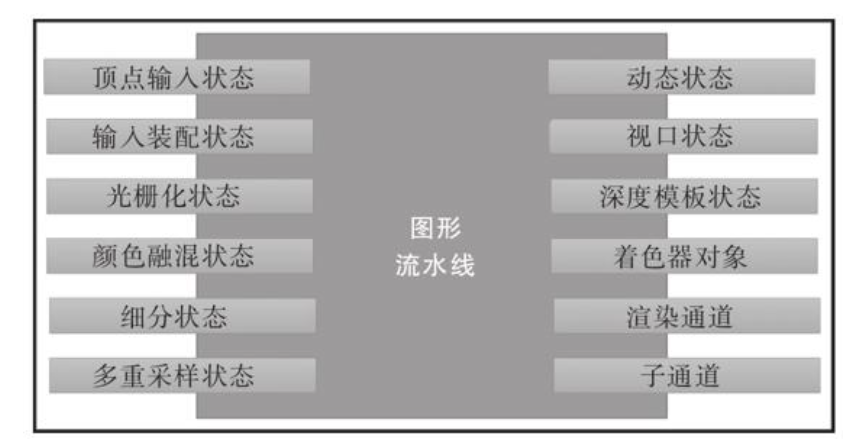 顶点输入状态
输入装配状态
光栅化状态
颜色融混状态
细分状态
多重采样状态
图形
流水线
动态状态
视口状态
深度模板状态
着色器对象
渲染通道
子通道